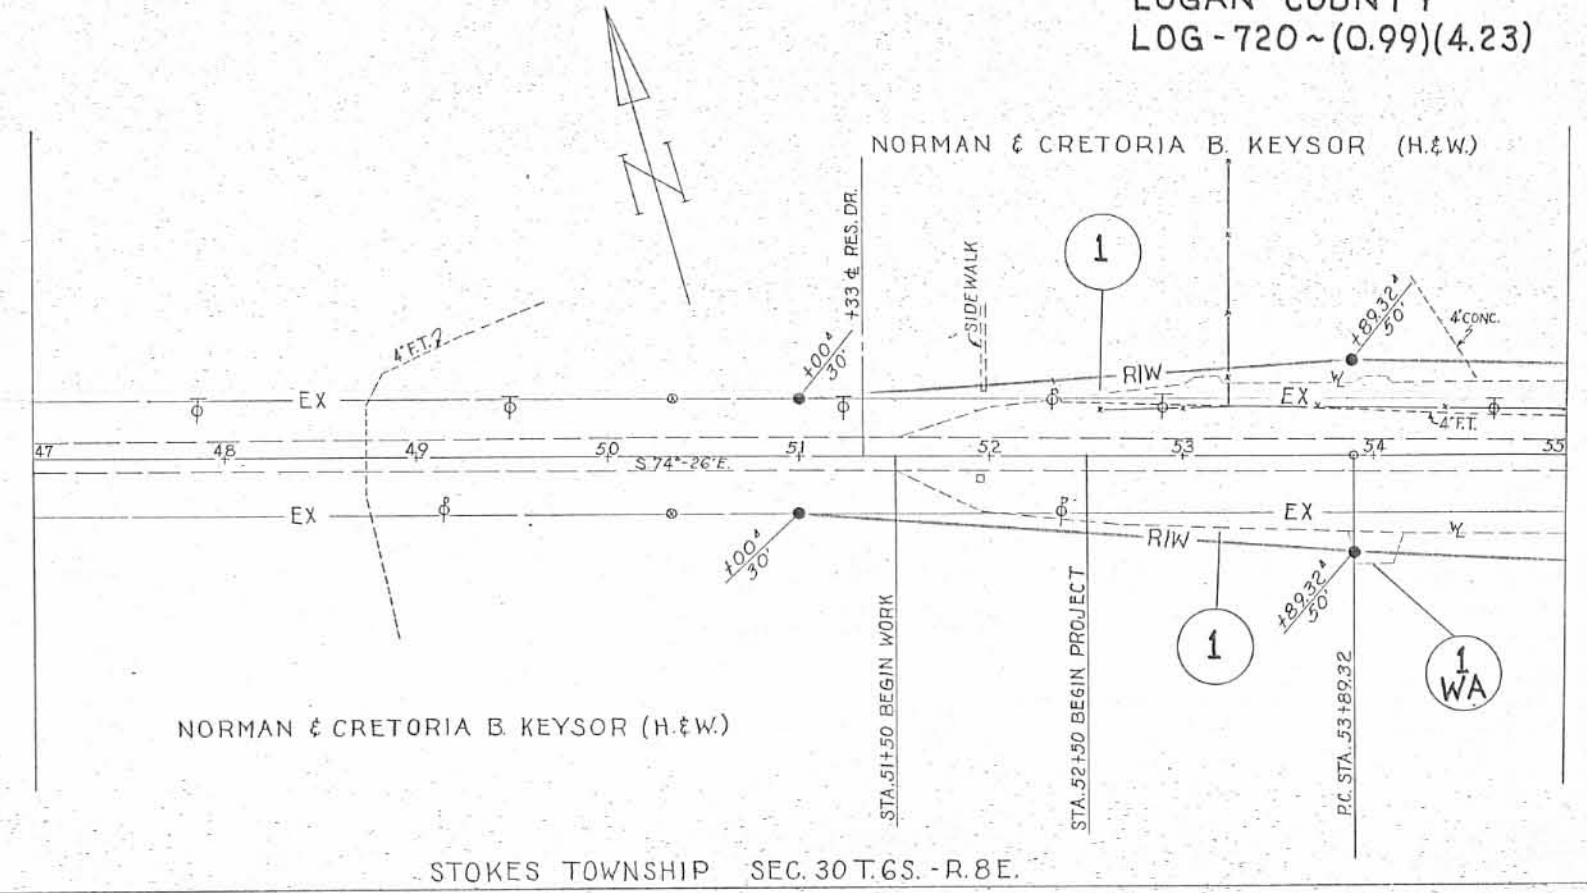 LOGAN COUNTY
LOG-720~(0.99)(4.23)
N
NORMAN & CRETORIA B. KEYSOR (H.&W.)
+33 ℄ RES. DR.
SIDEWALK
1
+89.32
50'
4" CONC.
4" F.T.
+00
30'
R/W
W/L
EX
EX
4" F.T.
47 48 49 50 51 52 53 54 55
S 74°-26' E.
EX
EX
R/W
W/L
+00
30'
+89.32
50'
1
1
WA
STA. 51+50 BEGIN WORK
STA. 52+50 BEGIN PROJECT
P.C. STA. 53+89.32
NORMAN & CRETORIA B. KEYSOR (H.&W.)
STOKES TOWNSHIP SEC. 30 T.6S.-R.8E.